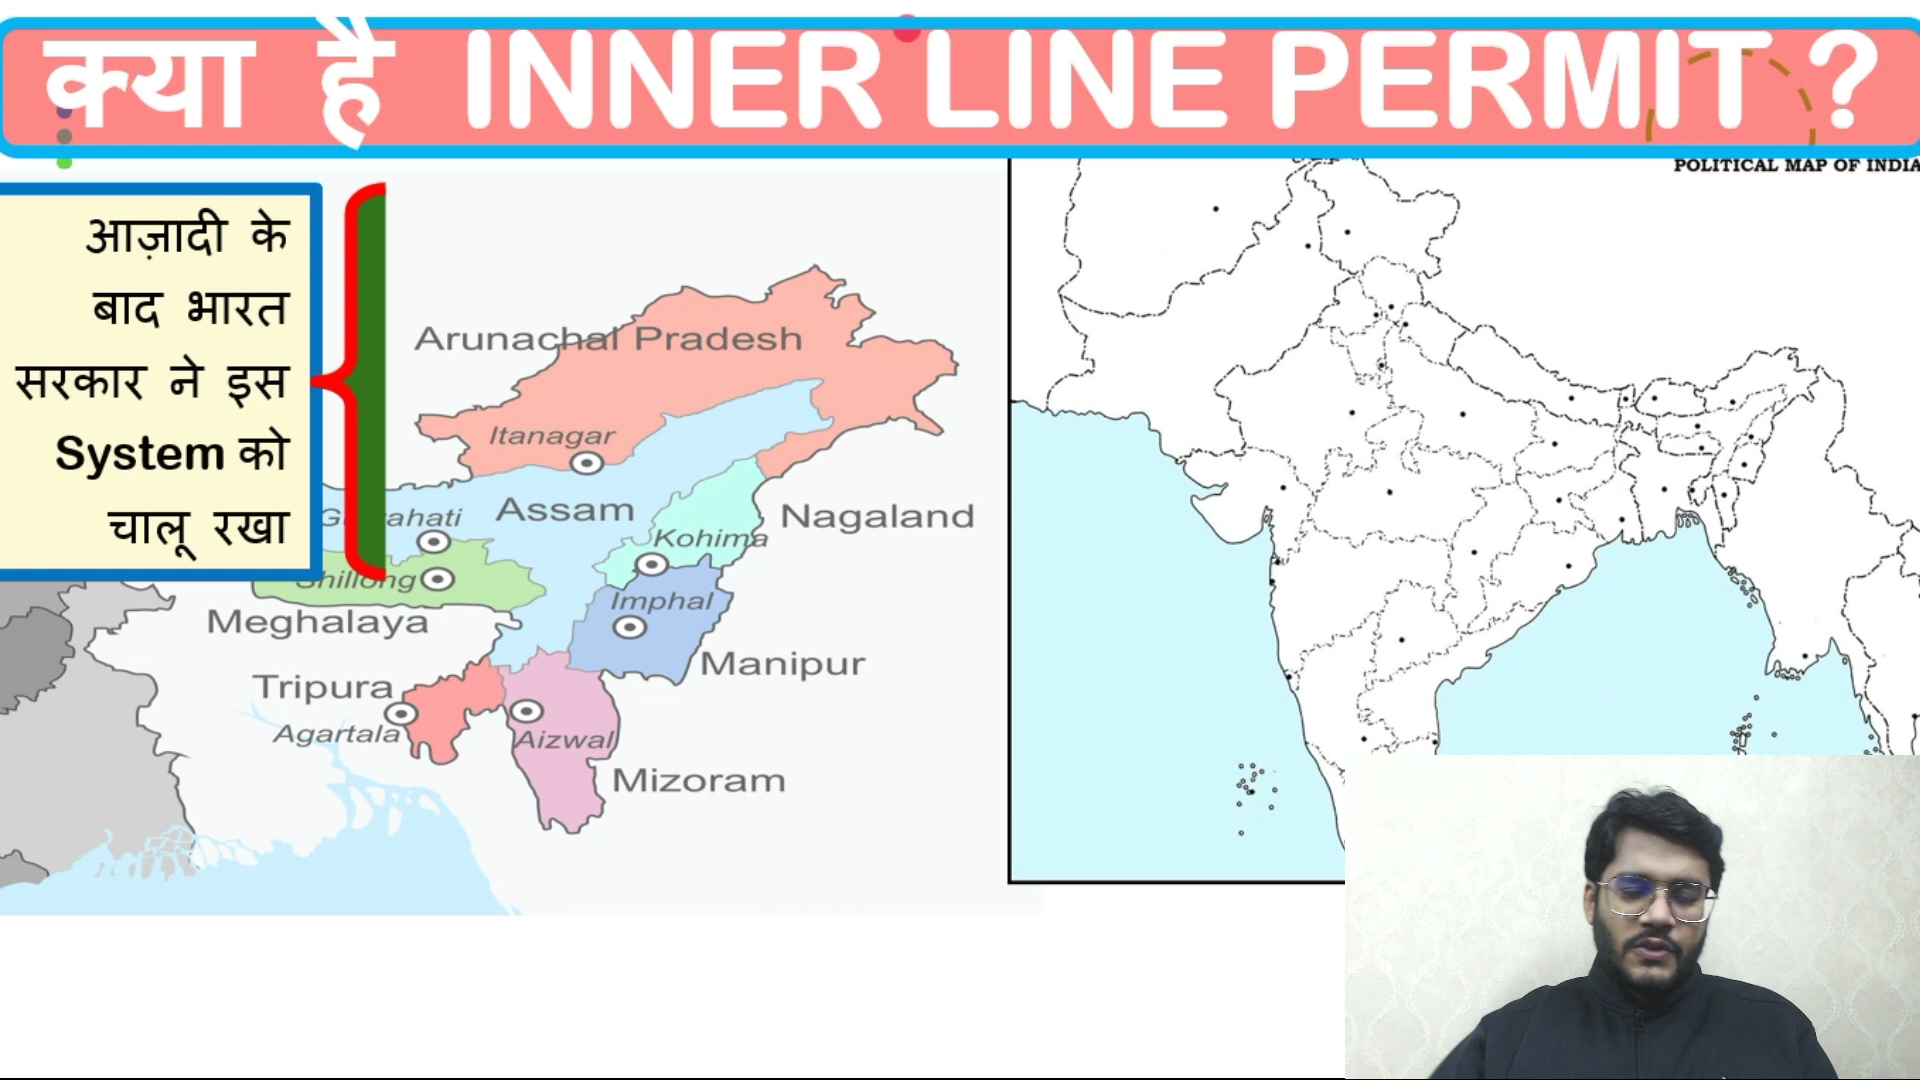 क्या है INNER LINE PERMIT ?
POLITICAL MAP OF INDIA
आज़ादी के
बाद भारत
सरकार ने इस
System को
चालू रखा
Arunachal Pradesh
Itanagar
Assam
Nagaland
Kohima
Shillong
Imphal
Meghalaya
Manipur
Tripura
Agartala
Aizwal
Mizoram